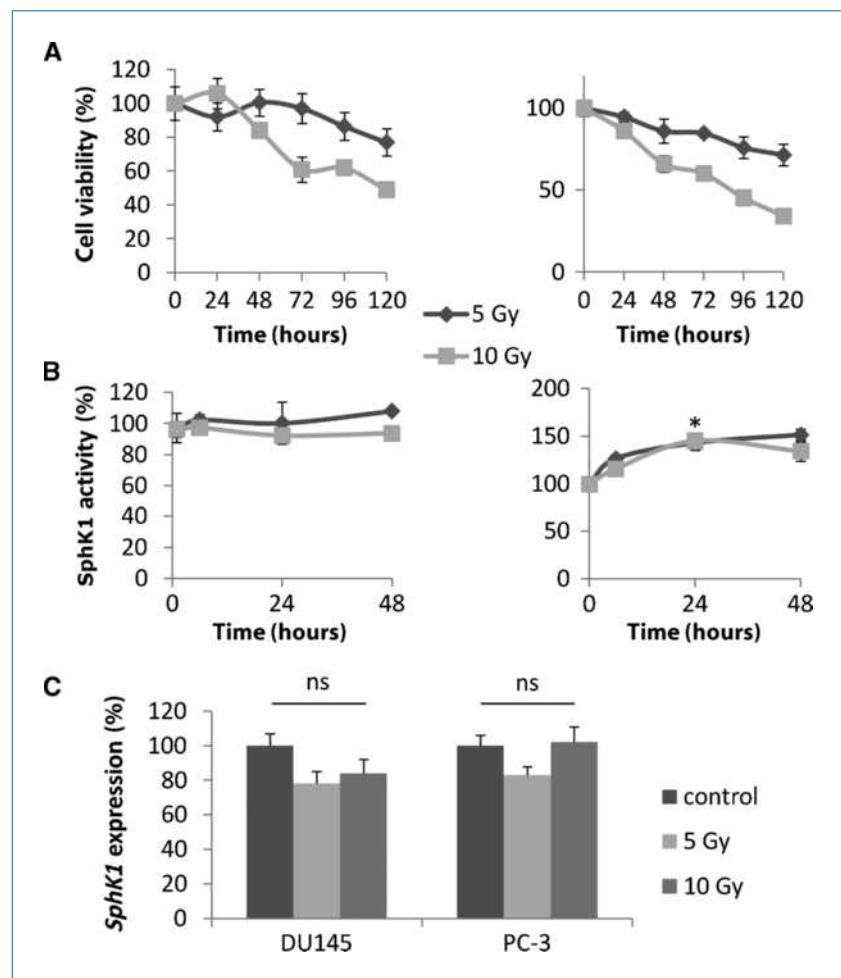 A
Cell viability (%)
120
100
80
60
40
20
0
0 24 48 72 96 120
Time (hours)
100
50
0
0 24 48 72 96 120
Time (hours)
5 Gy
10 Gy
B
SphK1 activity (%)
120
100
80
60
40
20
0
0 24 48
Time (hours)
200
150
100
50
0
*
0 24 48
Time (hours)
C
SphK1 expression (%)
120
100
80
60
40
20
0
ns
ns
DU145 PC-3
control
5 Gy
10 Gy